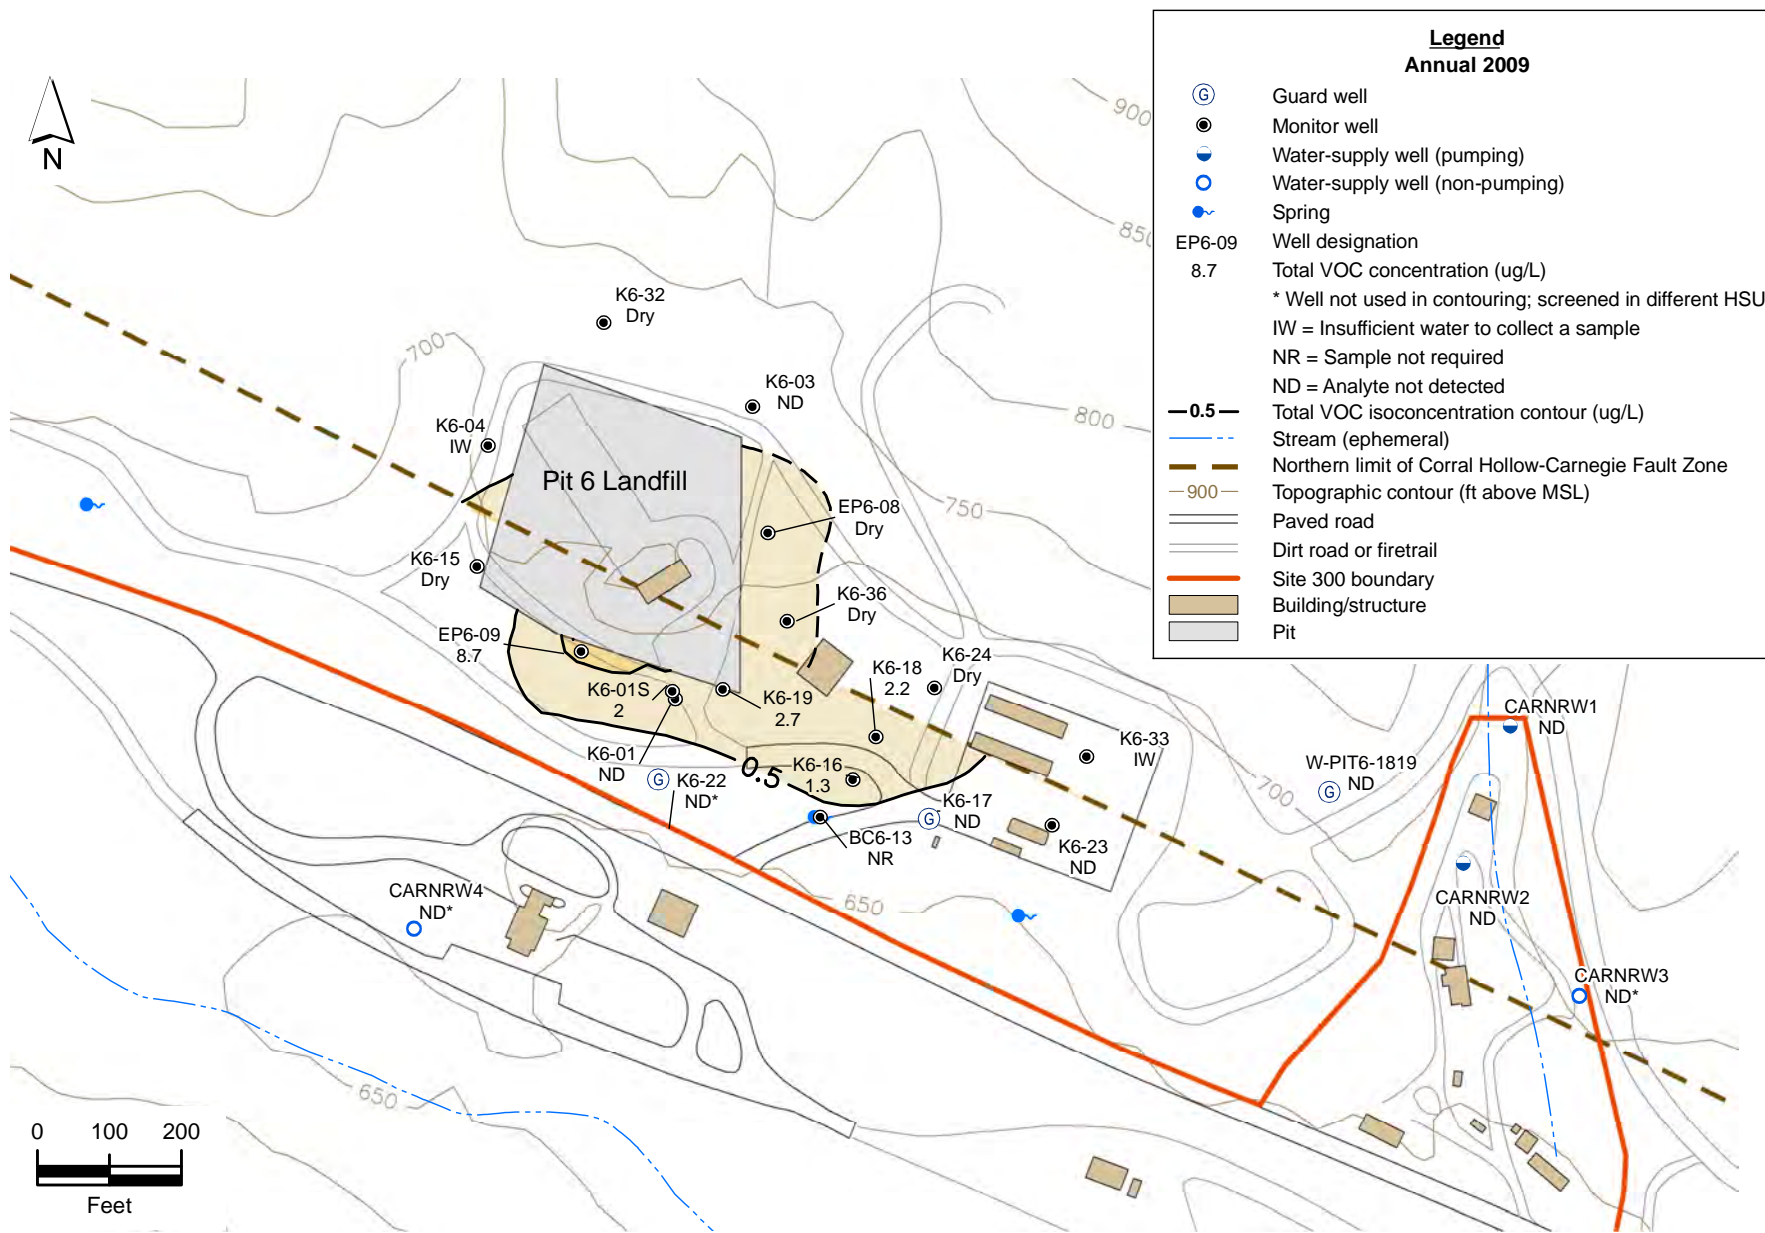 Legend
Annual 2009
G Guard well
Monitor well
Water-supply well (pumping)
Water-supply well (non-pumping)
Spring
EP6-09 Well designation
8.7 Total VOC concentration (ug/L)
* Well not used in contouring; screened in different HSU
IW = Insufficient water to collect a sample
NR = Sample not required
ND = Analyte not detected
0.5 Total VOC isoconcentration contour (ug/L)
Stream (ephemeral)
Northern limit of Corral Hollow-Carnegie Fault Zone
900 Topographic contour (ft above MSL)
Paved road
Dirt road or firetrail
Site 300 boundary
Building/structure
Pit
N
900
850
800
750
700
700
650
650
K6-32
Dry
K6-03
ND
K6-04
IW
Pit 6 Landfill
EP6-08
Dry
K6-15
Dry
K6-36
Dry
EP6-09
8.7
K6-18
2.2
K6-24
Dry
K6-01S
2
K6-19
2.7
K6-01
ND
K6-22
ND*
G
0.5
K6-16
1.3
K6-33
IW
K6-17
ND
G
BC6-13
NR
K6-23
ND
W-PIT6-1819
ND
G
CARNRW1
ND
CARNRW2
ND
CARNRW3
ND*
CARNRW4
ND*
0 100 200
Feet